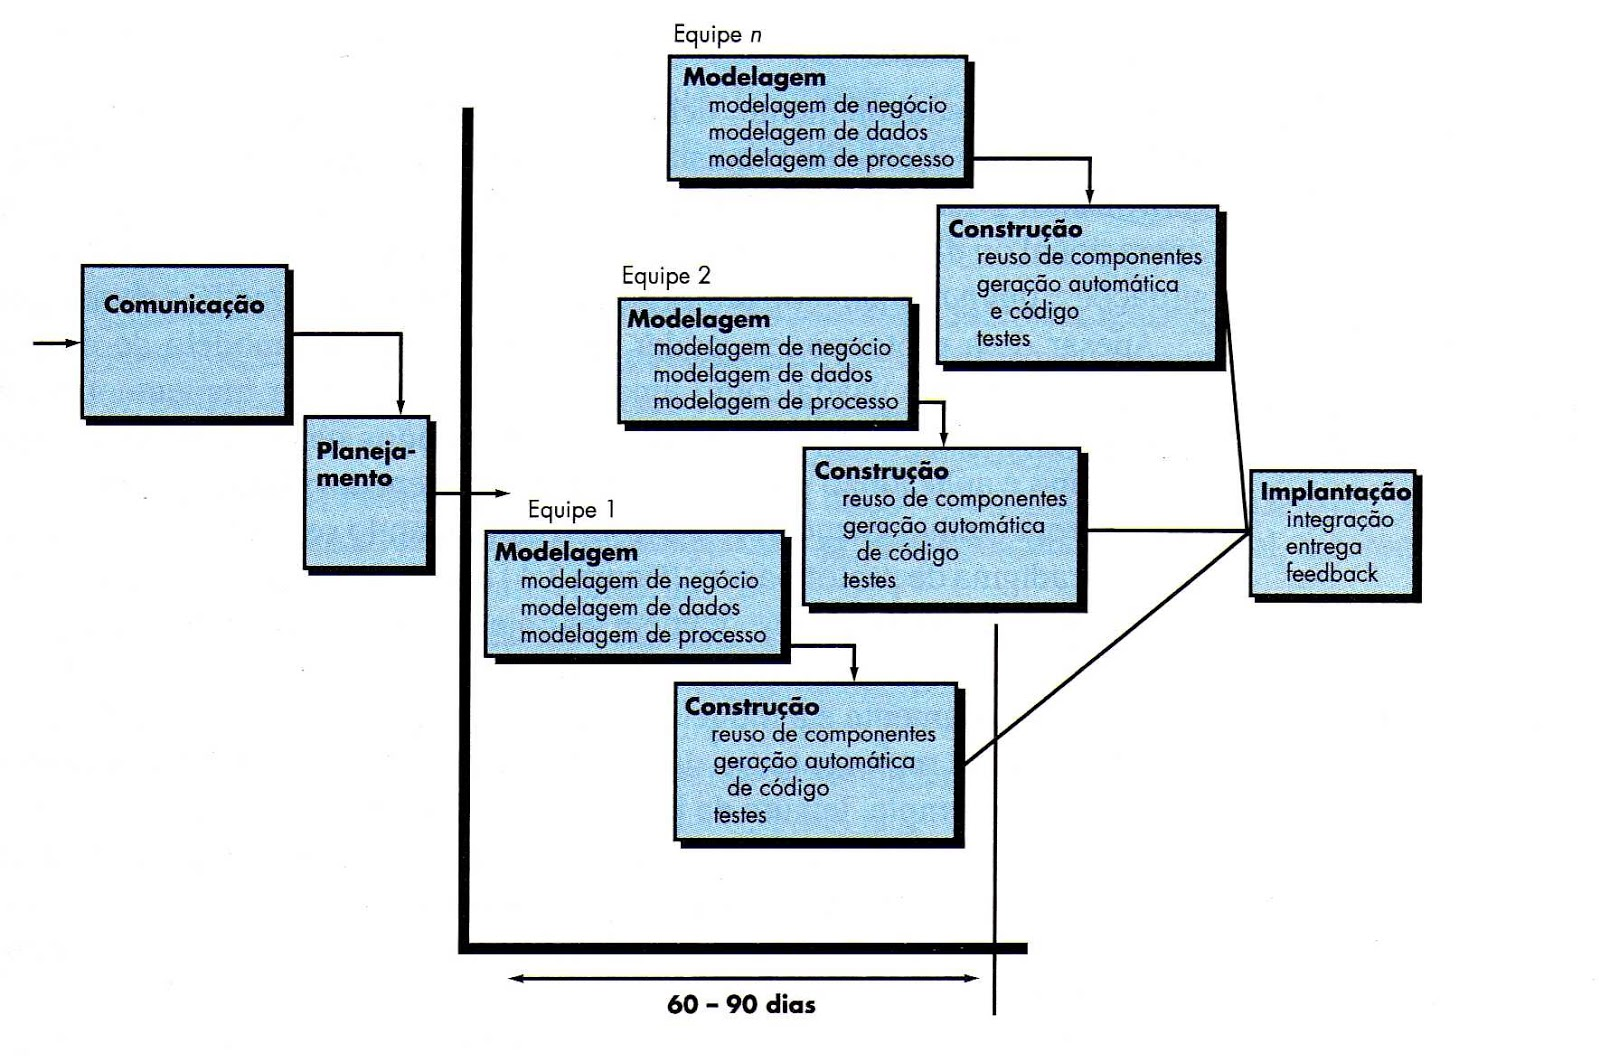 Comunicação
Planeja-
mento
Equipe n
Modelagem
modelagem de negócio
modelagem de dados
modelagem de processo
Construção
reuso de componentes
geração automática
e código
testes
Equipe 2
Modelagem
modelagem de negócio
modelagem de dados
modelagem de processo
Construção
reuso de componentes
geração automática
de código
testes
Equipe 1
Modelagem
modelagem de negócio
modelagem de dados
modelagem de processo
Construção
reuso de componentes
geração automática
de código
testes
Implantação
integração
entrega
feedback
60 – 90 dias